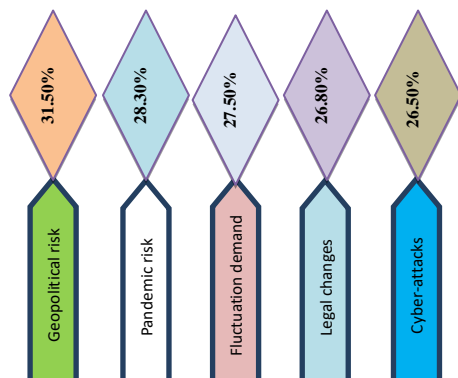 31.50%
28.30%
27.50%
26.80%
26.50%
Geopolitical risk
Pandemic risk
Fluctuation demand
Legal changes
Cyber-attacks